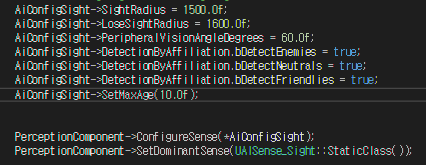 AiConfigSight->SightRadius = 1500.0f;
AiConfigSight->LoseSightRadius = 1600.0f;
AiConfigSight->PeripheralVisionAngleDegrees = 60.0f;
AiConfigSight->DetectionByAffiliation.bDetectEnemies = true;
AiConfigSight->DetectionByAffiliation.bDetectNeutrals = true;
AiConfigSight->DetectionByAffiliation.bDetectFriendlies = true;
AiConfigSight->SetMaxAge(10.0f);
PerceptionComponent->ConfigureSense(*AiConfigSight);
PerceptionComponent->SetDominantSense(UAISense_Sight::StaticClass());